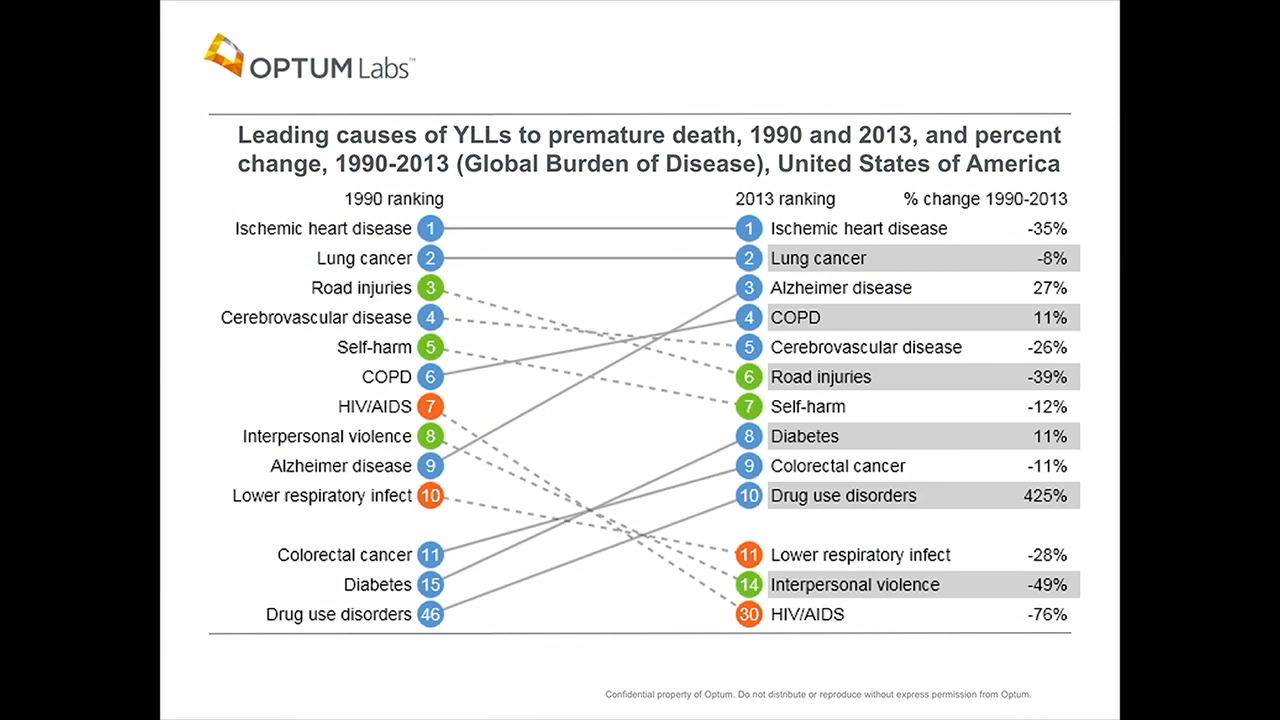 OPTUM Labs™
Leading causes of YLLs to premature death, 1990 and 2013, and percent
change, 1990-2013 (Global Burden of Disease), United States of America
1990 ranking 2013 ranking % change 1990-2013
Ischemic heart disease 1 1 Ischemic heart disease -35%
Lung cancer 2 2 Lung cancer -8%
Road injuries 3 3 Alzheimer disease 27%
Cerebrovascular disease 4 4 COPD 11%
Self-harm 5 5 Cerebrovascular disease -26%
COPD 6 6 Road injuries -39%
HIV/AIDS 7 7 Self-harm -12%
Interpersonal violence 8 8 Diabetes 11%
Alzheimer disease 9 9 Colorectal cancer -11%
Lower respiratory infect 10 10 Drug use disorders 425%
Colorectal cancer 11 11 Lower respiratory infect -28%
Diabetes 15 14 Interpersonal violence -49%
Drug use disorders 46 30 HIV/AIDS -76%
Confidential property of Optum. Do not distribute or reproduce without express permission from Optum.